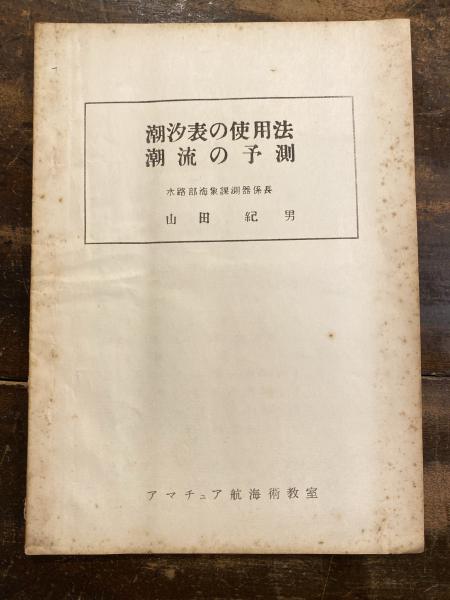 潮汐表の使用法
潮流の予測
水路部海象課測器係長
山田紀男
アマチュア航海術教室